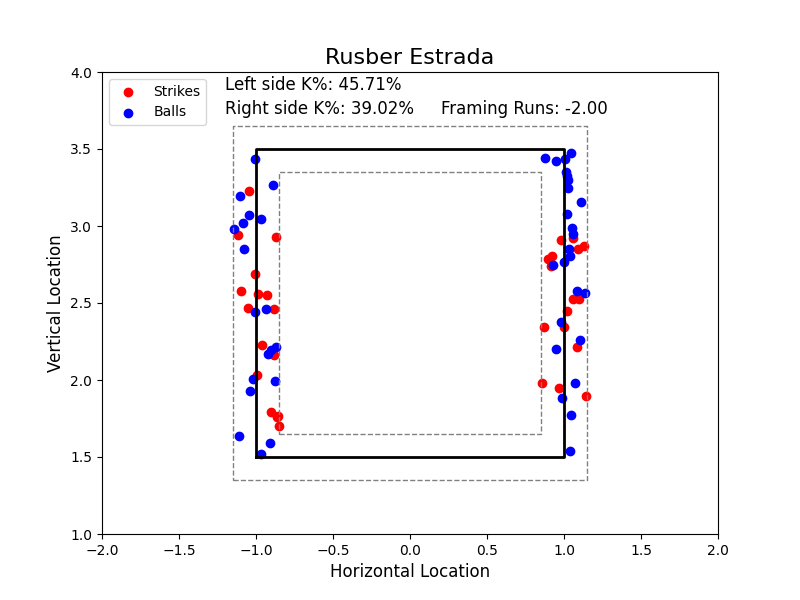 Rusber Estrada
Strikes
Balls
Left side K%: 45.71%
Right side K%: 39.02%
Framing Runs: -2.00
4.0
3.5
3.0
2.5
2.0
1.5
1.0
Vertical Location
−2.0 −1.5 −1.0 −0.5 0.0 0.5 1.0 1.5 2.0
Horizontal Location